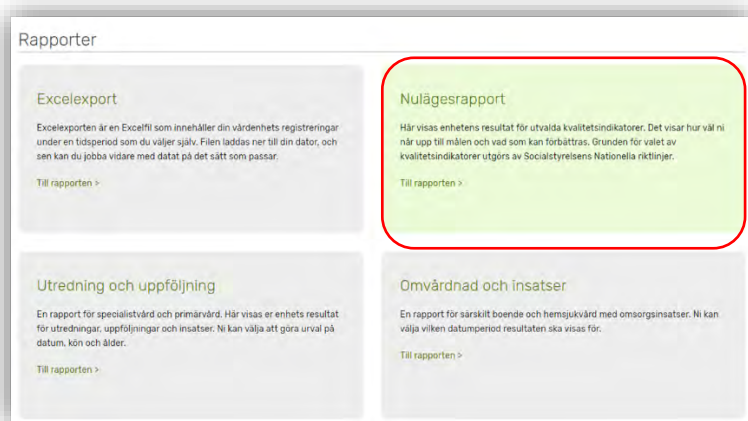 Rapporter
Excelexport
Excelexporten är en Excelfil som innehåller din vårdenhets registreringar
under en tidsperiod som du väljer själv. Filen laddas ner till din dator, och
sen kan du jobba vidare med datat på det sätt som passar.
Till rapporten >
Nulägesrapport
Här visas enhetens resultat för utvalda kvalitetsindikatorer. Det visar hur väl ni
når upp till målen och vad som kan förbättras. Grunden för valet av
kvalitetsindikatorer utgörs av Socialstyrelsens Nationella riktlinjer.
Till rapporten >
Utredning och uppföljning
En rapport för specialistvård och primärvård. Här visas er enhets resultat
för utredningar, uppföljningar och insatser. Ni kan välja att göra urval på
datum, kön och ålder.
Till rapporten >
Omvårdnad och insatser
En rapport för särskilt boende och hemsjukvård med omsorgsinsatser. Ni kan
välja vilken datumperiod resultaten ska visas för.
Till rapporten >